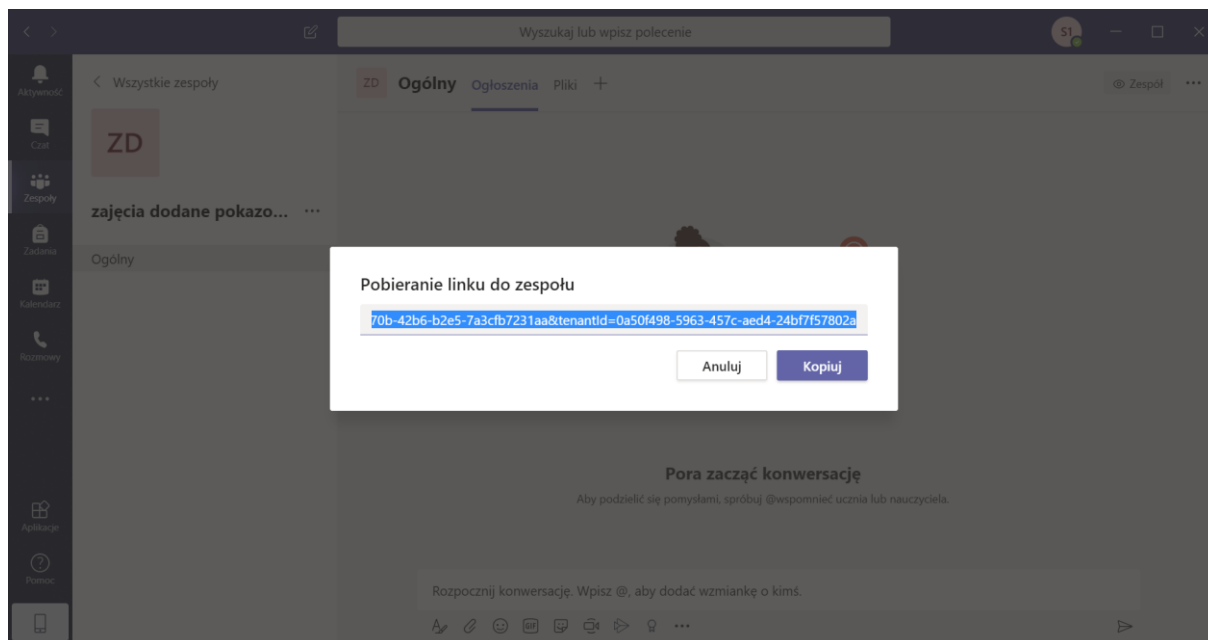 Wyszukaj lub wpisz polecenie
S1
Aktywność
Czat
Zespoły
Zadania
Kalendarz
Rozmowy
Aplikacje
Pomoc
Wszystkie zespoły
ZD
zajęcia dodane pokazo...
Ogólny
ZD Ogólny Ogłoszenia Pliki
Zespół
Pobieranie linku do zespołu
70b-42b6-b2e5-7a3cfb7231aa&tenantId=0a50f498-5963-457c-aed4-24bf7f57802a
Anuluj Kopiuj
Pora zacząć konwersację
Aby podzielić się pomysłami, spróbuj @wspomnieć ucznia lub nauczyciela.
Rozpocznij konwersację. Wpisz @, aby dodać wzmiankę o kimś.
GIF